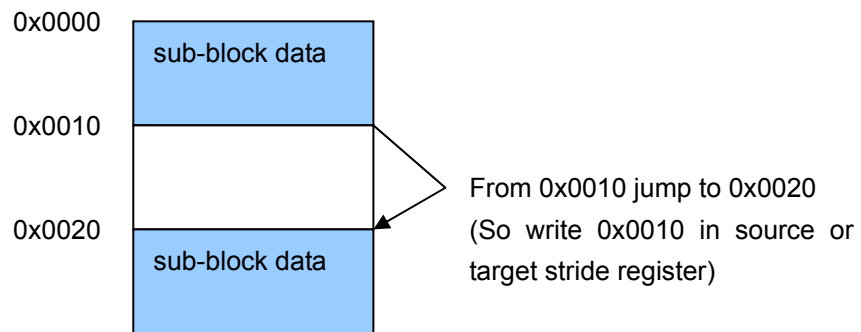 0x0000
sub-block data
0x0010
From 0x0010 jump to 0x0020
(So write 0x0010 in source or
target stride register)
0x0020
sub-block data